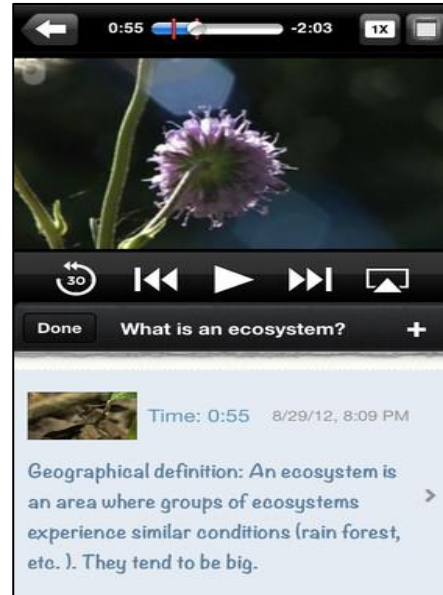 0:55 -2:03 1X
30
Done What is an ecosystem? +
Time: 0:55 8/29/12, 8:09 PM
Geographical definition: An ecosystem is
an area where groups of ecosystems
experience similar conditions (rain forest,
etc. ). They tend to be big.